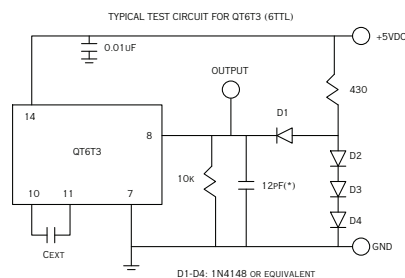 TYPICAL TEST CIRCUIT FOR QT6T3 (6TTL)
+5VDC
0.01UF
OUTPUT
430
D1
14
QT6T3
8
D2
10K
12PF(*)
D3
10 11 7
D4
CEXT
GND
D1-D4: 1N4148 OR EQUIVALENT